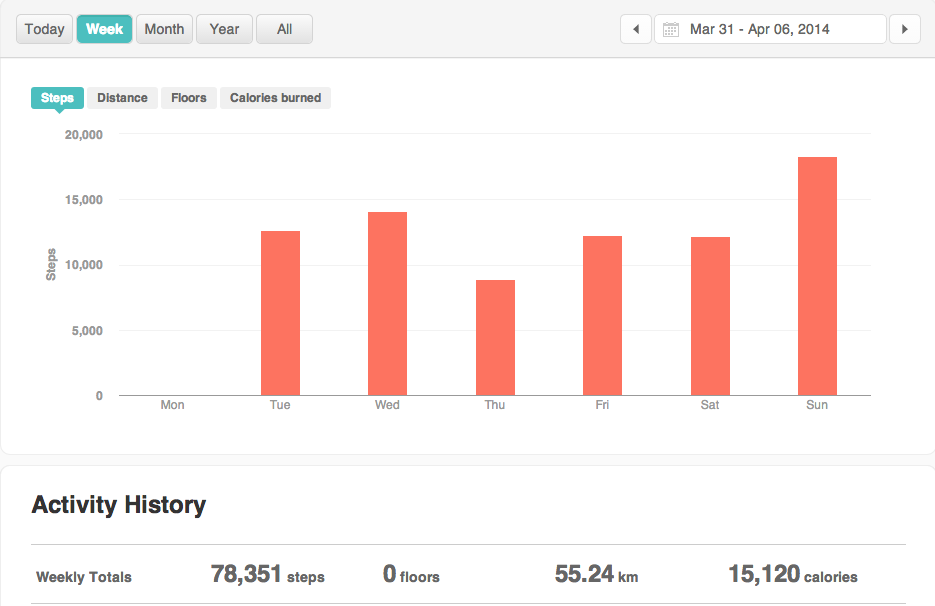 Today Week Month Year All Mar 31 - Apr 06, 2014
Steps Distance Floors Calories burned
20,000
15,000
10,000
5,000
0
Steps
Mon Tue Wed Thu Fri Sat Sun
Activity History
Weekly Totals 78,351 steps 0 floors 55.24 km 15,120 calories